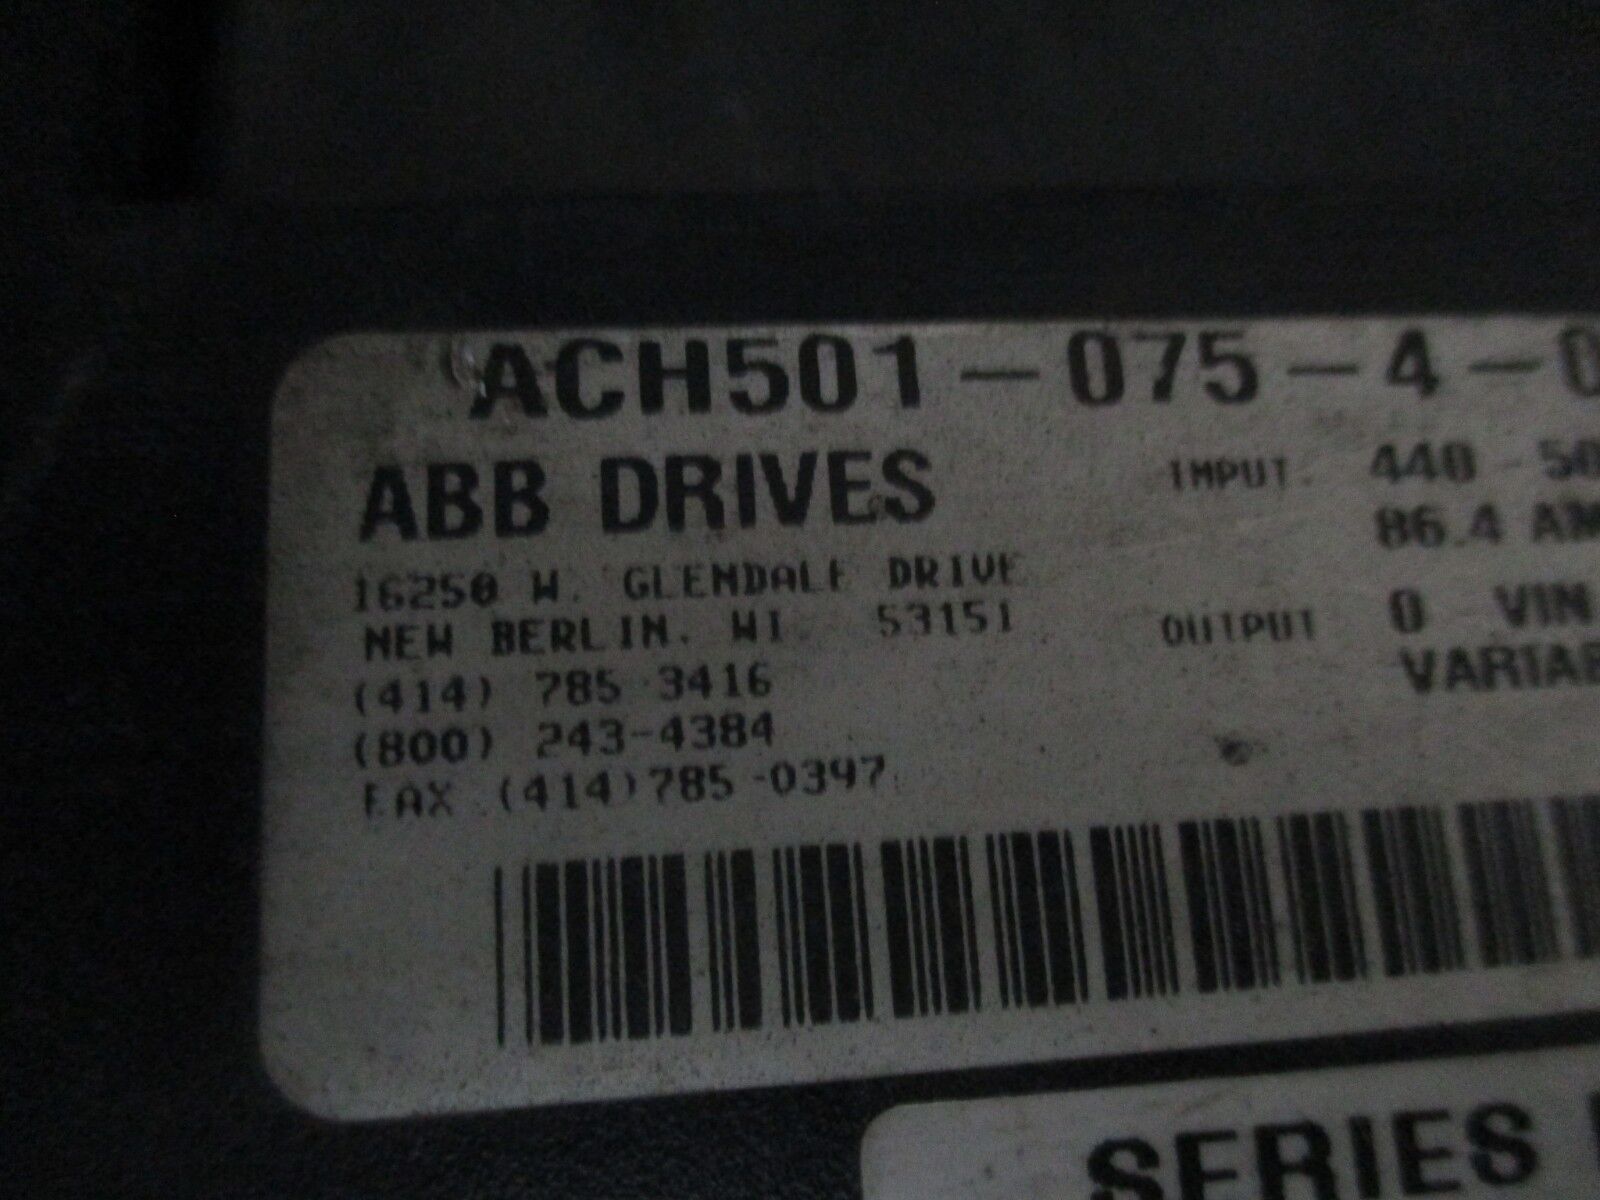 ACH501-075-4-0
ABB DRIVES
16250 W. GLENDALE DRIVE
NEW BERLIN, WI. 53151
(414) 785 3416
(800) 243-4384
FAX (414) 785-0397
INPUT. 440 50
86.4 AM
OUTPUT 0 VIN
VARIAB
SERIES